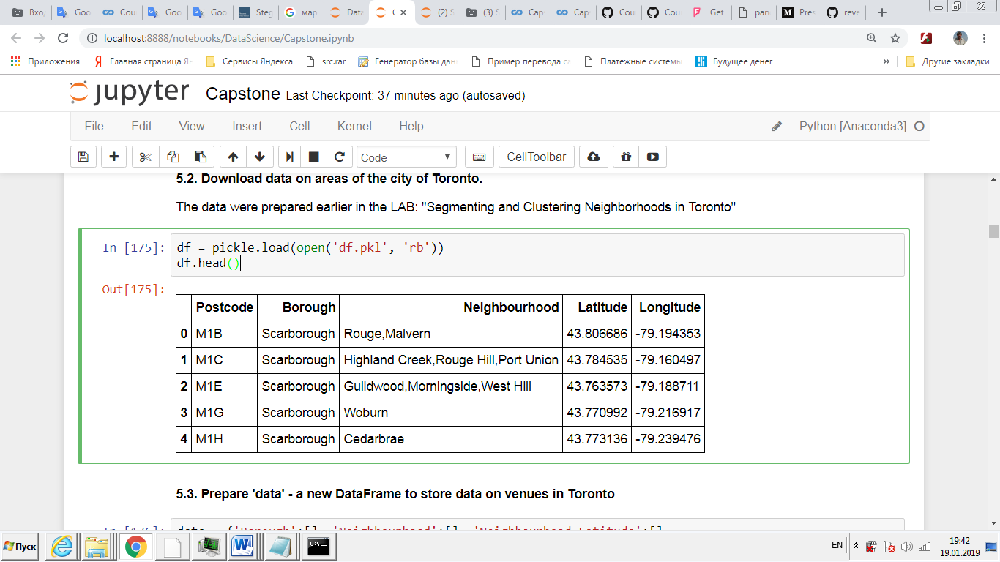 Вход Cou Goo Goo Goo Steg мар Data C (2) S (3) S Cap Cap Cou Cou Get pan Pres reve
localhost:8888/notebooks/DataScience/Capstone.ipynb
Приложения Главная страница Ян Сервисы Яндекса src.rar Генератор базы дан Пример перевода са Платежные системы Будущее денег » Другие закладки
jupyter Capstone Last Checkpoint: 37 minutes ago (autosaved)
File Edit View Insert Cell Kernel Help Python [Anaconda3]
Code CellToolbar
5.2. Download data on areas of the city of Toronto.
The data were prepared earlier in the LAB: "Segmenting and Clustering Neighborhoods in Toronto"
In [175]: df = pickle.load(open('df.pkl', 'rb'))
df.head()
Out[175]:
Postcode Borough Neighbourhood Latitude Longitude
0 M1B Scarborough Rouge,Malvern 43.806686 -79.194353
1 M1C Scarborough Highland Creek,Rouge Hill,Port Union 43.784535 -79.160497
2 M1E Scarborough Guildwood,Morningside,West Hill 43.763573 -79.188711
3 M1G Scarborough Woburn 43.770992 -79.216917
4 M1H Scarborough Cedarbrae 43.773136 -79.239476
5.3. Prepare 'data' - a new DataFrame to store data on venues in Toronto
In [176]: data = {'Borough':[], 'Neighbourhood':[], 'Neighbourhood Latitude':[],
Пуск EN 19:42
19.01.2019